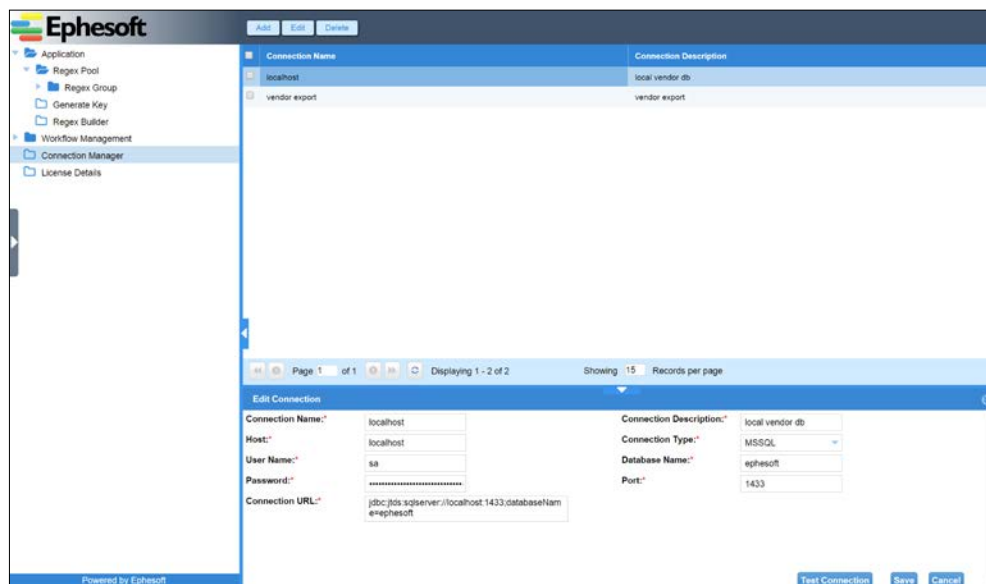 Ephesoft
Add Edit Delete
Application
Regex Pool
Regex Group
Generate Key
Regex Builder
Workflow Management
Connection Manager
License Details
Connection Name Connection Description
localhost local vendor db
vendor export vendor export
Page 1 of 1 Displaying 1 - 2 of 2 Showing 15 Records per page
Edit Connection
Connection Name:* localhost Connection Description:* local vendor db
Host:* localhost Connection Type:* MSSQL
User Name:* sa Database Name:* ephesoft
Password:* Port:* 1433
Connection URL:* jdbc:jtds:sqlserver://localhost:1433;databaseNam
e=ephesoft
Powered by Ephesoft
Test Connection Save Cancel